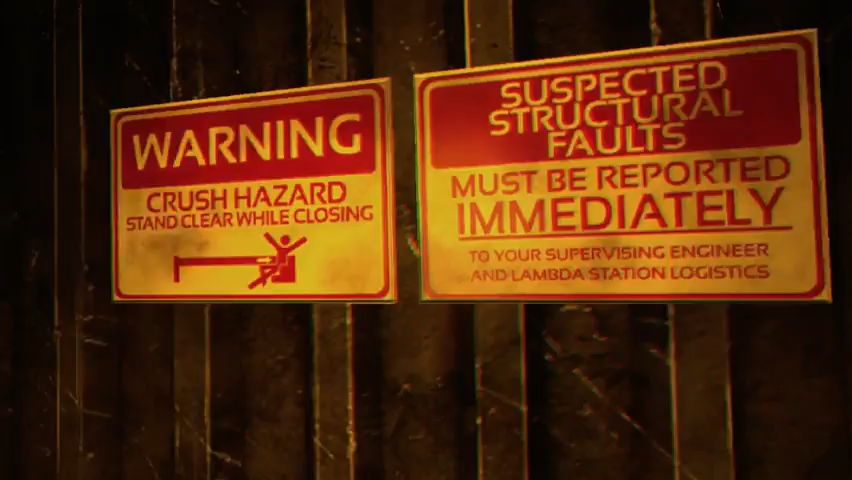 WARNING
CRUSH HAZARD
STAND CLEAR WHILE CLOSING
SUSPECTED
STRUCTURAL
FAULTS
MUST BE REPORTED
IMMEDIATELY
TO YOUR SUPERVISING ENGINEER
AND LAMBDA STATION LOGISTICS